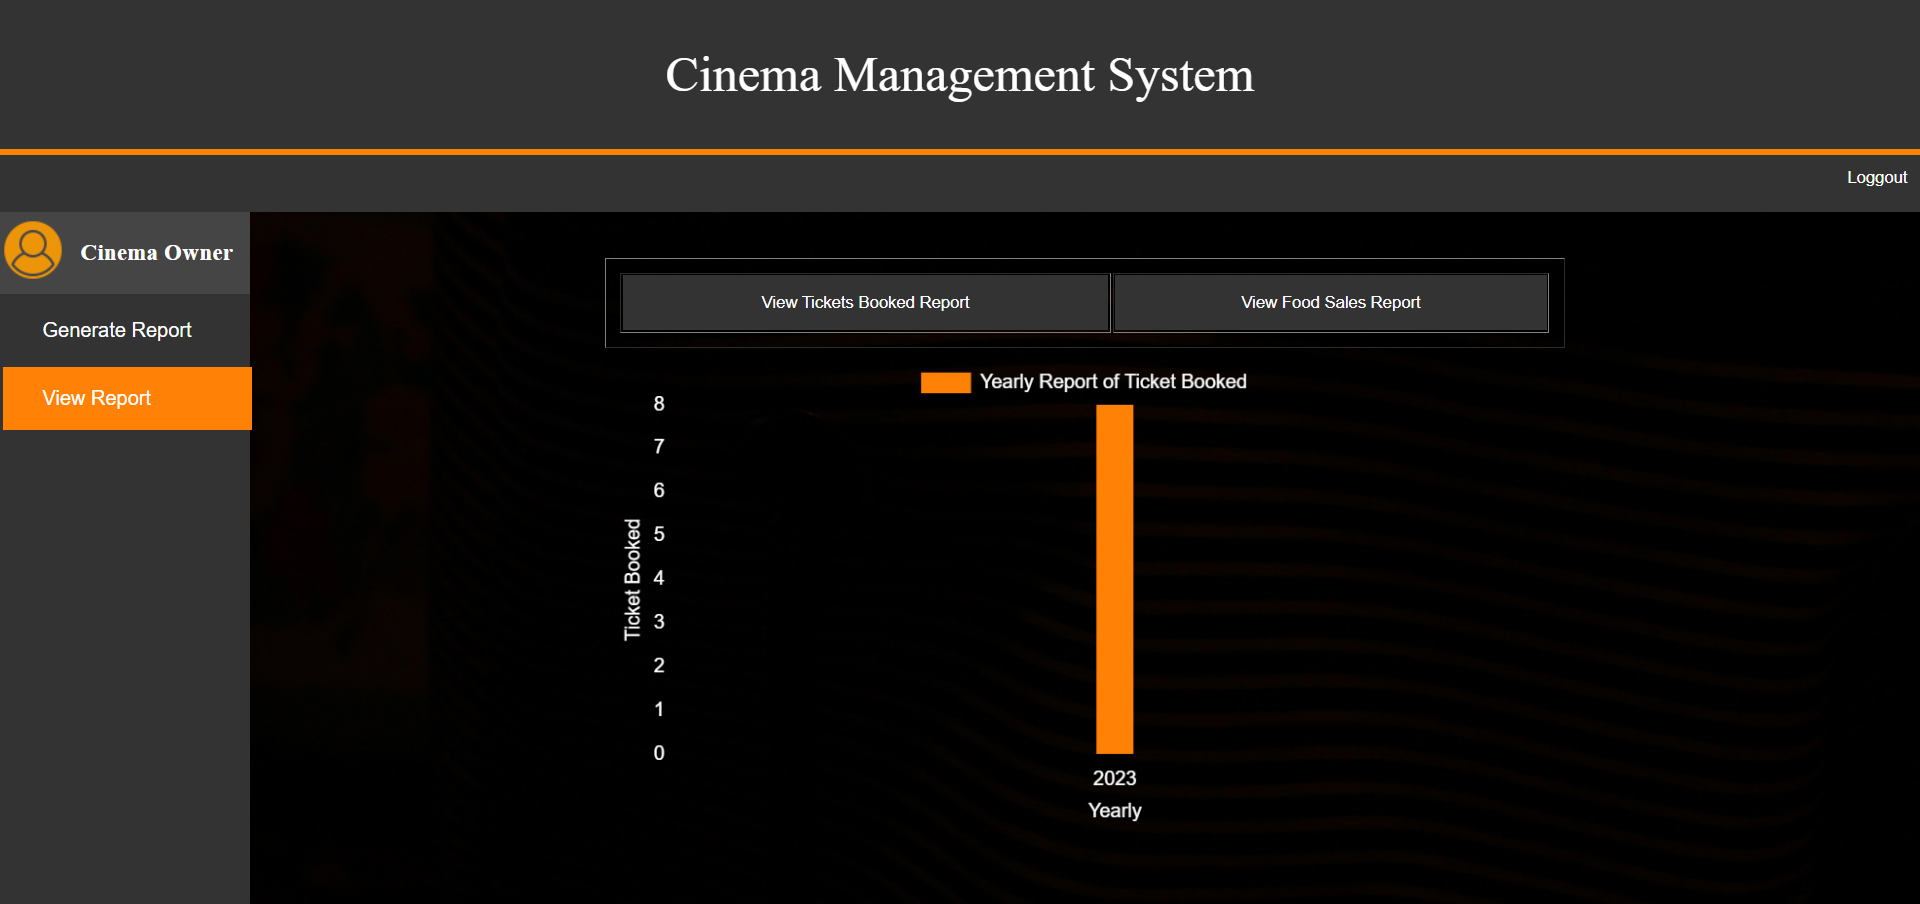 Cinema Management System
Loggout
Cinema Owner
Generate Report
View Report
View Tickets Booked Report
View Food Sales Report
Yearly Report of Ticket Booked
8
7
6
5
4
3
2
1
0
Ticket Booked
2023
Yearly